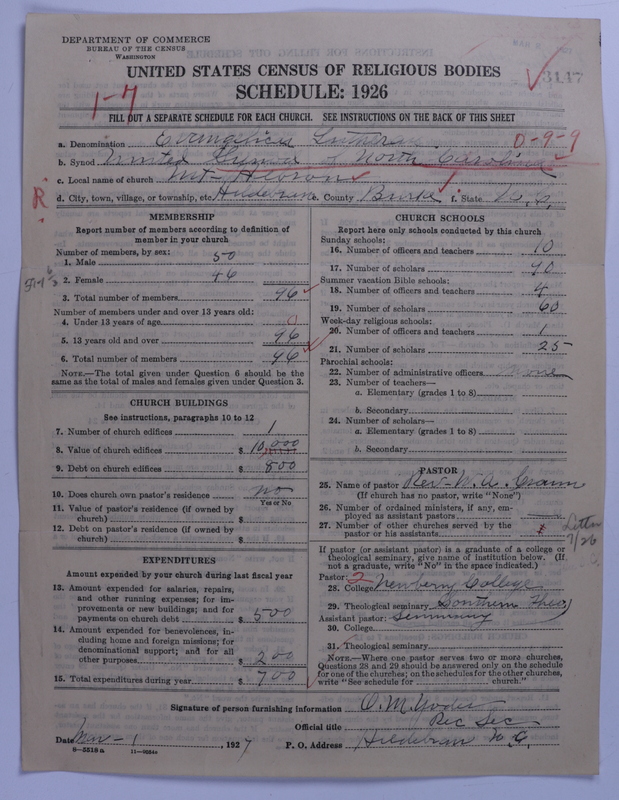 DEPARTMENT OF COMMERCE
BUREAU OF THE CENSUS
WASHINGTON
UNITED STATES CENSUS OF RELIGIOUS BODIES
SCHEDULE: 1926
3147
1-7
FILL OUT A SEPARATE SCHEDULE FOR EACH CHURCH. SEE INSTRUCTIONS ON THE BACK OF THIS SHEET
a. Denomination Evangelical Lutheran 0-9-9
b. Synod United Synod of North Carolina
c. Local name of church Mt. Hebron
d. City, town, village, or township, etc. Hildebran e. County Burke f. State N.C.
R.
MEMBERSHIP
Report number of members according to definition of
member in your church
Number of members, by sex:
1. Male 50
2. Female 46
3. Total number of members 96
Number of members under and over 13 years old:
4. Under 13 years of age 0
5. 13 years old and over 96
6. Total number of members 96
NOTE.—The total given under Question 6 should be
the same as the total of males and females given under Question 3.
CHURCH BUILDINGS
See instructions, paragraphs 10 to 12
7. Number of church edifices 1
8. Value of church edifices $ 10,000
9. Debt on church edifices $ 800
10. Does church own pastor's residence no
Yes or No
11. Value of pastor's residence (if owned by
church) $
12. Debt on pastor's residence (if owned by
church) $
EXPENDITURES
Amount expended by your church during last fiscal year
13. Amount expended for salaries, repairs,
and other running expenses; for im-
provements or new buildings; and for
payments on church debt $ 500
14. Amount expended for benevolences, in-
cluding home and foreign missions; for
denominational support; and for all
other purposes $ 200
15. Total expenditures during year $ 700
CHURCH SCHOOLS
Report here only schools conducted by this church
Sunday schools:
16. Number of officers and teachers 10
17. Number of scholars 90
Summer vacation Bible schools:
18. Number of officers and teachers 4
19. Number of scholars 60
Week-day religious schools:
20. Number of officers and teachers 1
21. Number of scholars 25
Parochial schools:
22. Number of administrative officers None
23. Number of teachers—
a. Elementary (grades 1 to 8)
b. Secondary
24. Number of scholars—
a. Elementary (grades 1 to 8)
b. Secondary
PASTOR
25. Name of pastor Rev. W. A.
(If church has no pastor, write "None")
26. Number of ordained ministers, if any, em-
ployed as assistant pastors
27. Number of other churches served by the
pastor or his assistants
Letter
7/26
If pastor (or assistant pastor) is a graduate of a college or
theological seminary, give name of institution below. (If
not a graduate, write "No" in the space indicated.)
Pastor: 2
28. College Newberry College
29. Theological seminary Southern Theo
Assistant pastor: Seminary
30. College
31. Theological seminary
NOTE.—Where one pastor serves two or more churches,
Questions 28 and 29 should be answered only on the schedule
for one of the churches; on the schedules for the other churches,
write "See schedule for church."
Signature of person furnishing information O. M. Yoder
Official title Rec Sec
Date Mar - 1, 1927 P. O. Address Hildebran N.C.
8-5518a